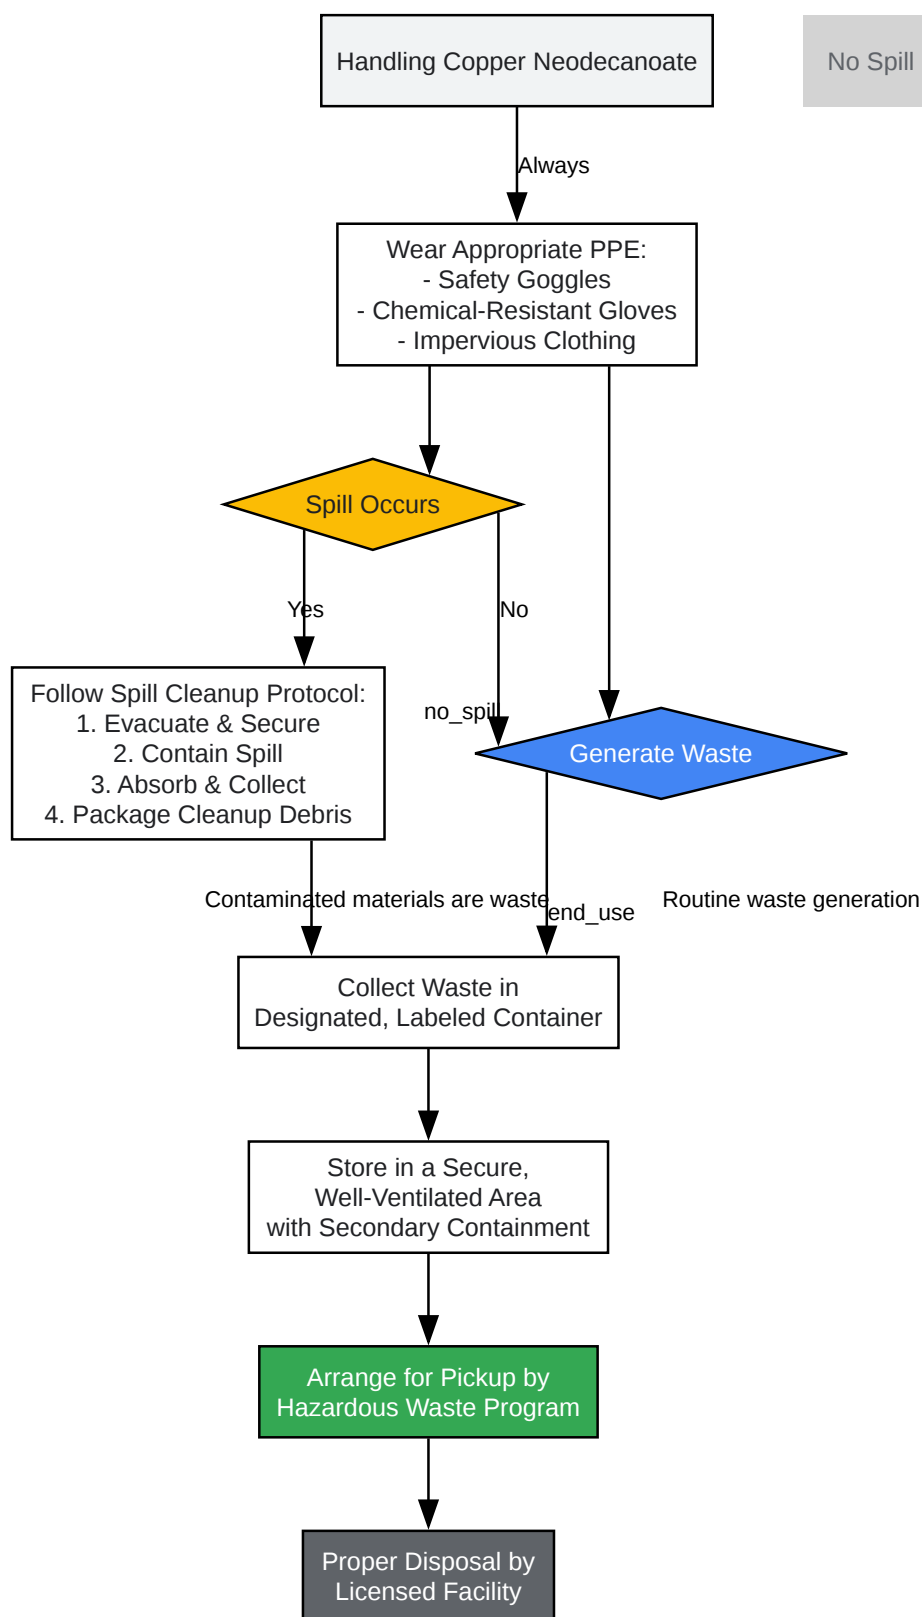 Handling Copper Neodecanoate
No Spill
Always
Wear Appropriate PPE:
- Safety Goggles
- Chemical-Resistant Gloves
- Impervious Clothing
Spill Occurs
Yes
No
Follow Spill Cleanup Protocol:
1. Evacuate & Secure
2. Contain Spill
3. Absorb & Collect
4. Package Cleanup Debris
no_spill
Generate Waste
Contaminated materials are waste
end_use
Routine waste generation
Collect Waste in
Designated, Labeled Container
Store in a Secure,
Well-Ventilated Area
with Secondary Containment
Arrange for Pickup by
Hazardous Waste Program
Proper Disposal by
Licensed Facility